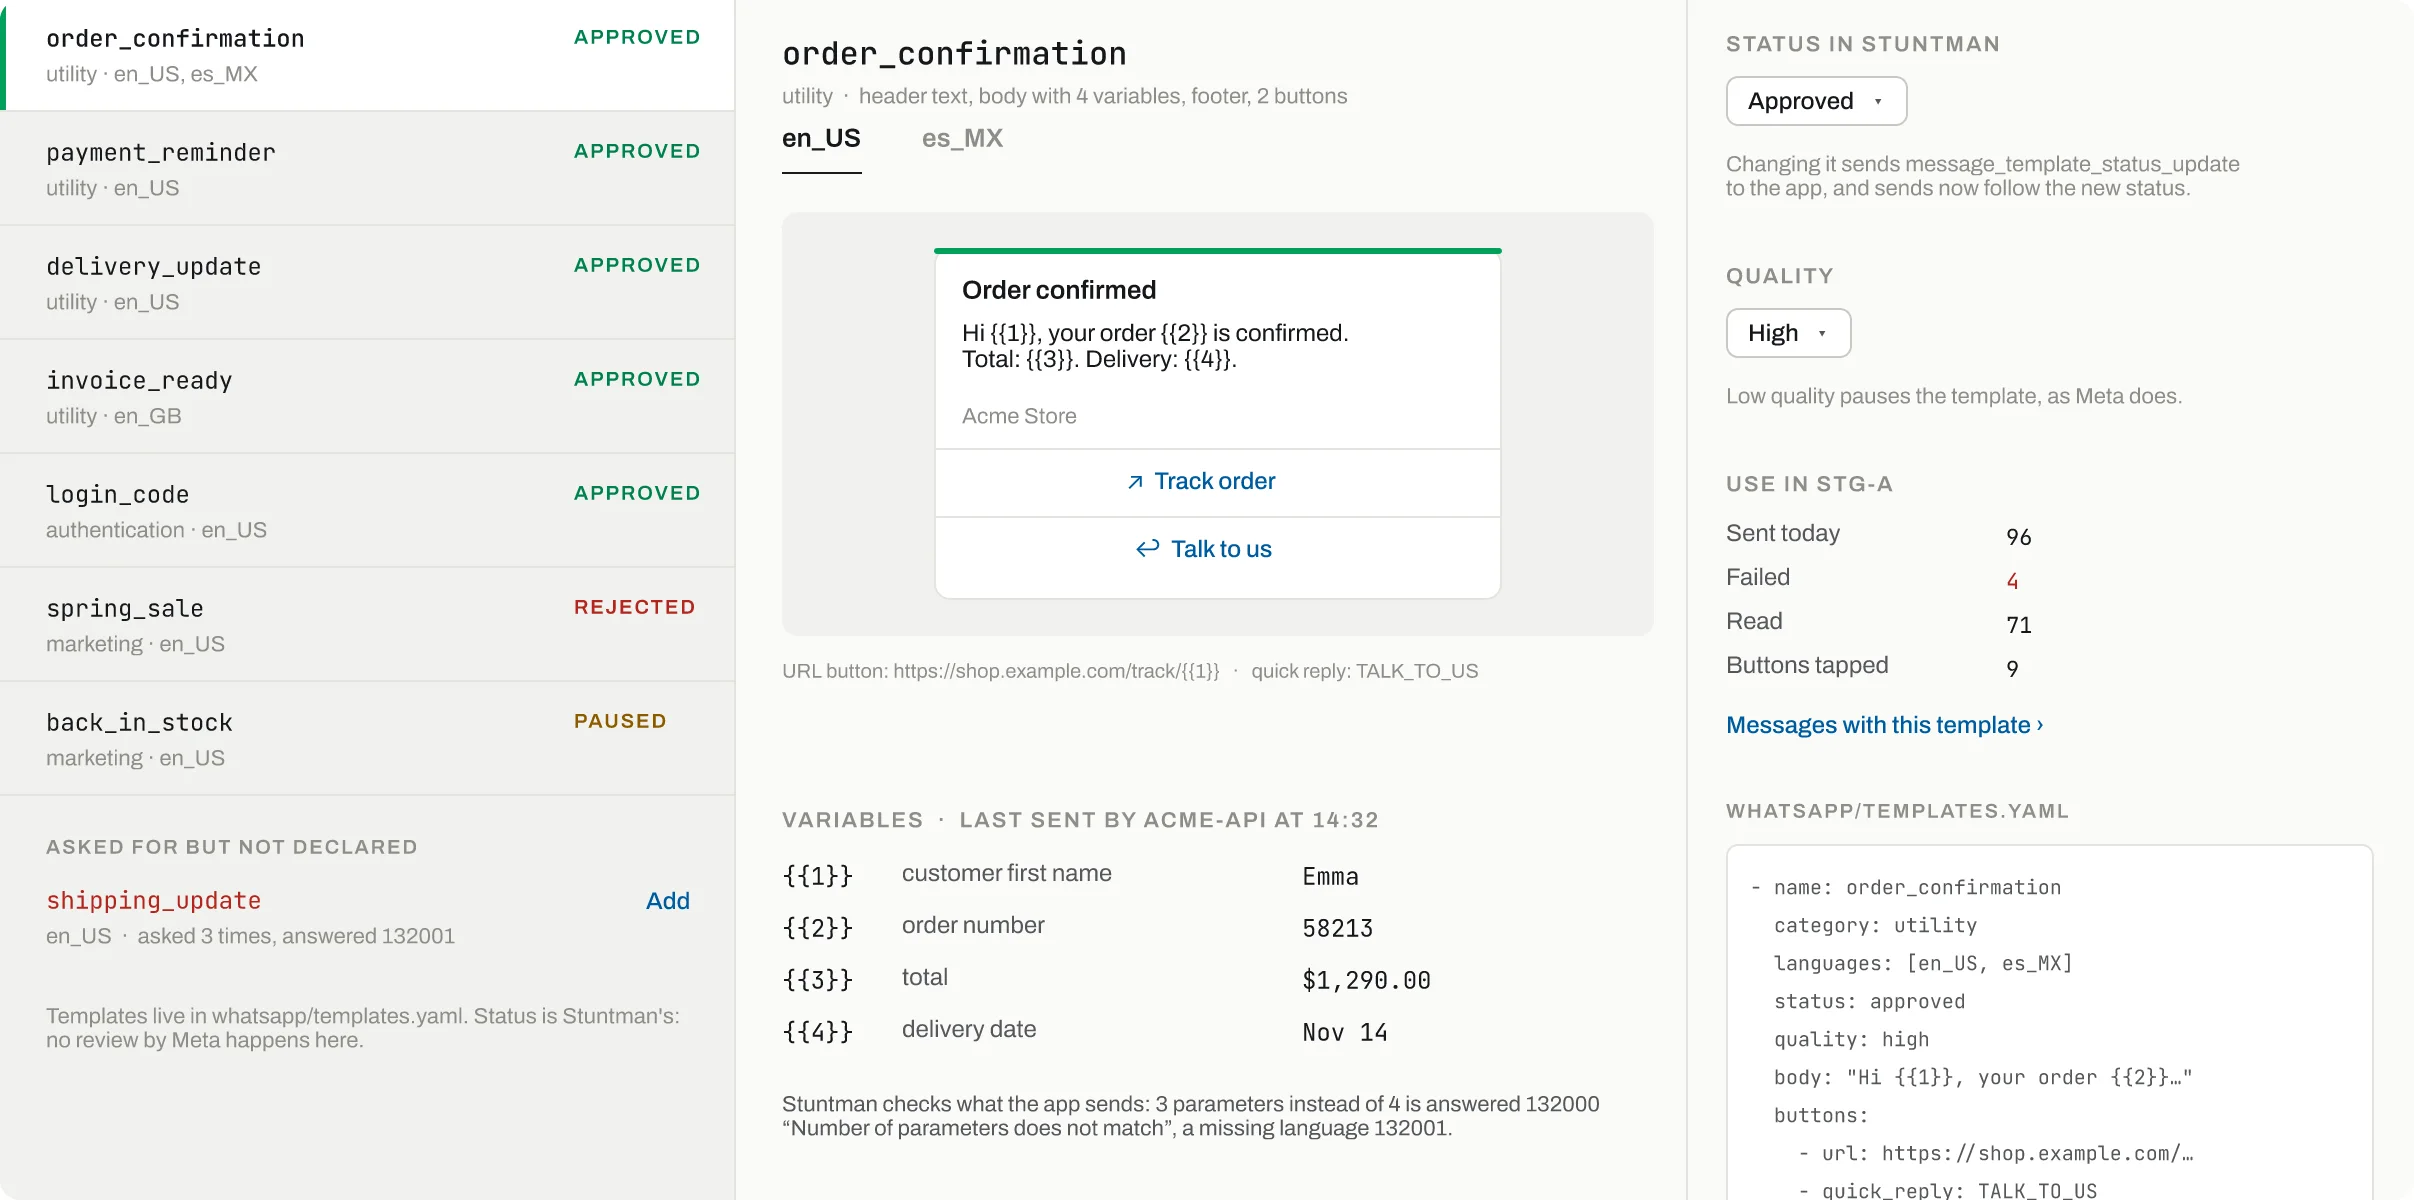 order_confirmation
APPROVED
utility · en_US, es_MX
payment_reminder
APPROVED
utility · en_US
delivery_update
APPROVED
utility · en_US
invoice_ready
APPROVED
utility · en_GB
login_code
APPROVED
authentication · en_US
spring_sale
REJECTED
marketing · en_US
back_in_stock
PAUSED
marketing · en_US
ASKED FOR BUT NOT DECLARED
shipping_update
Add
en_US · asked 3 times, answered 132001
Templates live in whatsapp/templates.yaml. Status is Stuntman's:
no review by Meta happens here.
order_confirmation
utility · header text, body with 4 variables, footer, 2 buttons
en_US
es_MX
Order confirmed
Hi {{1}}, your order {{2}} is confirmed.
Total: {{3}}. Delivery: {{4}}.
Acme Store
↗ Track order
↩ Talk to us
URL button: https://shop.example.com/track/{{1}} · quick reply: TALK_TO_US
VARIABLES · LAST SENT BY ACME-API AT 14:32
{{1}} customer first name Emma
{{2}} order number 58213
{{3}} total $1,290.00
{{4}} delivery date Nov 14
Stuntman checks what the app sends: 3 parameters instead of 4 is answered 132000
“Number of parameters does not match”, a missing language 132001.
STATUS IN STUNTMAN
Approved
Changing it sends message_template_status_update
to the app, and sends now follow the new status.
QUALITY
High
Low quality pauses the template, as Meta does.
USE IN STG-A
Sent today 96
Failed 4
Read 71
Buttons tapped 9
Messages with this template ›
WHATSAPP/TEMPLATES.YAML
- name: order_confirmation
category: utility
languages: [en_US, es_MX]
status: approved
quality: high
body: "Hi {{1}}, your order {{2}}…"
buttons:
- url: https://shop.example.com/…
- quick_reply: TALK_TO_US